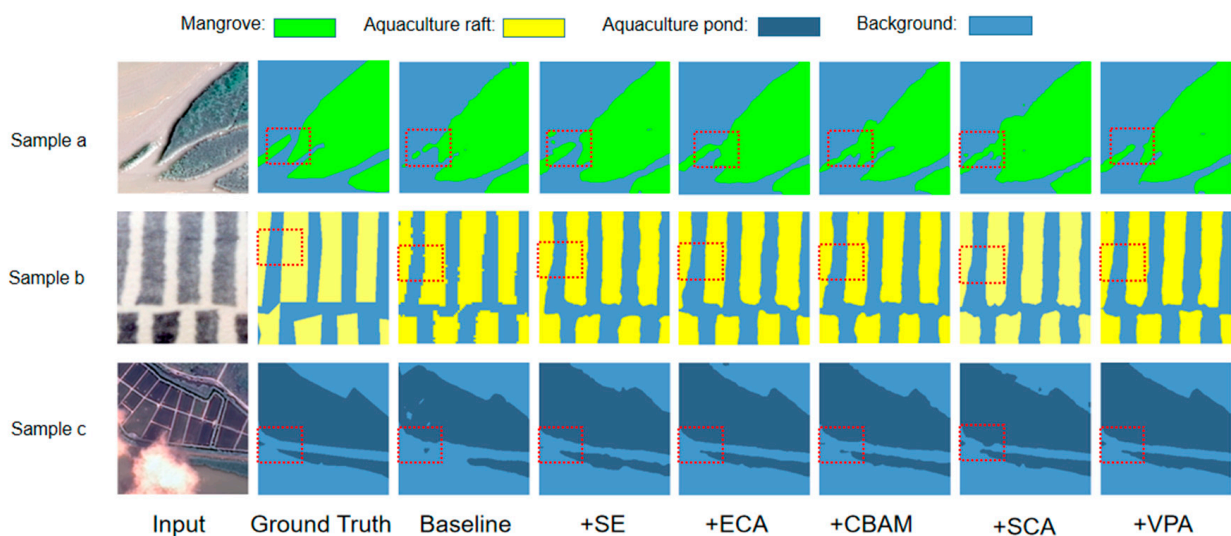 Mangrove: Aquaculture raft: Aquaculture pond: Background:
Sample a
Sample b
Sample c
Input Ground Truth Baseline +SE +ECA +CBAM +SCA +VPA